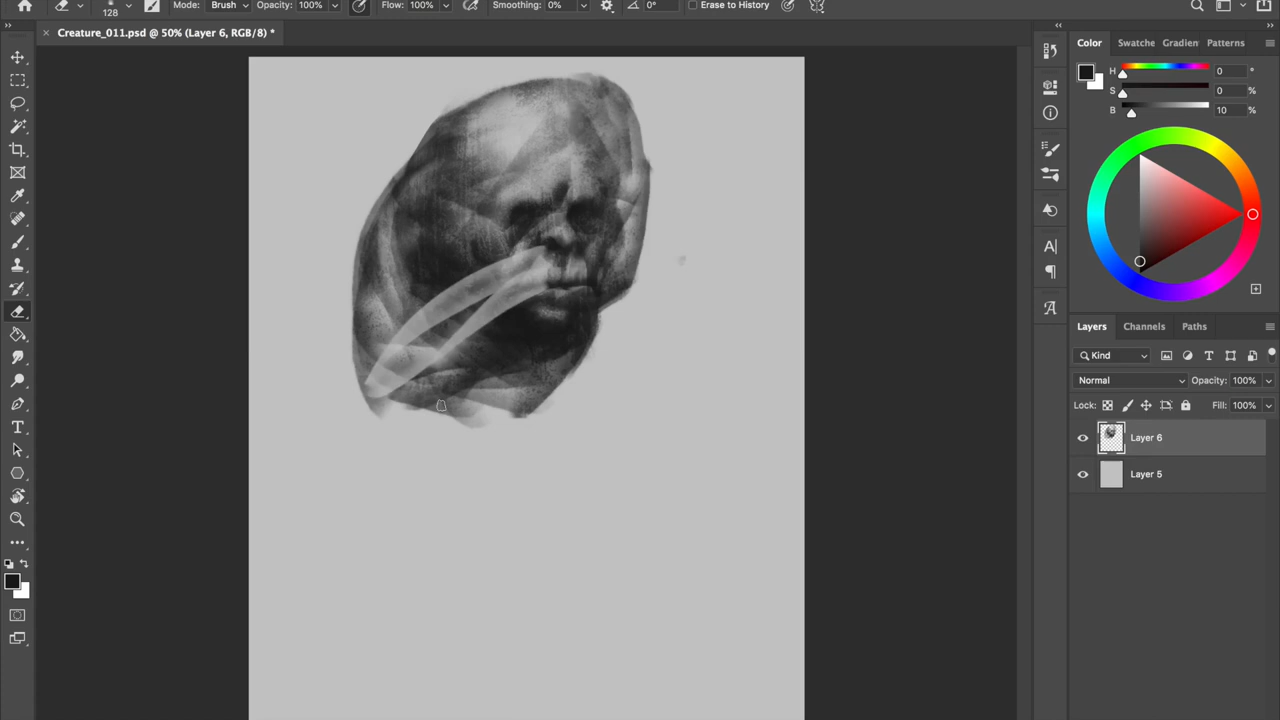 128 Mode: Brush Opacity: 100% Flow: 100% Smoothing: 0% 0° Erase to History
Creature_011.psd @ 50% (Layer 6, RGB/8) *
Color Swatche Gradien Patterns
H 0 °
S 0 %
B 10 %
Layers Channels Paths
Kind
Normal Opacity: 100%
Lock: Fill: 100%
Layer 6
Layer 5